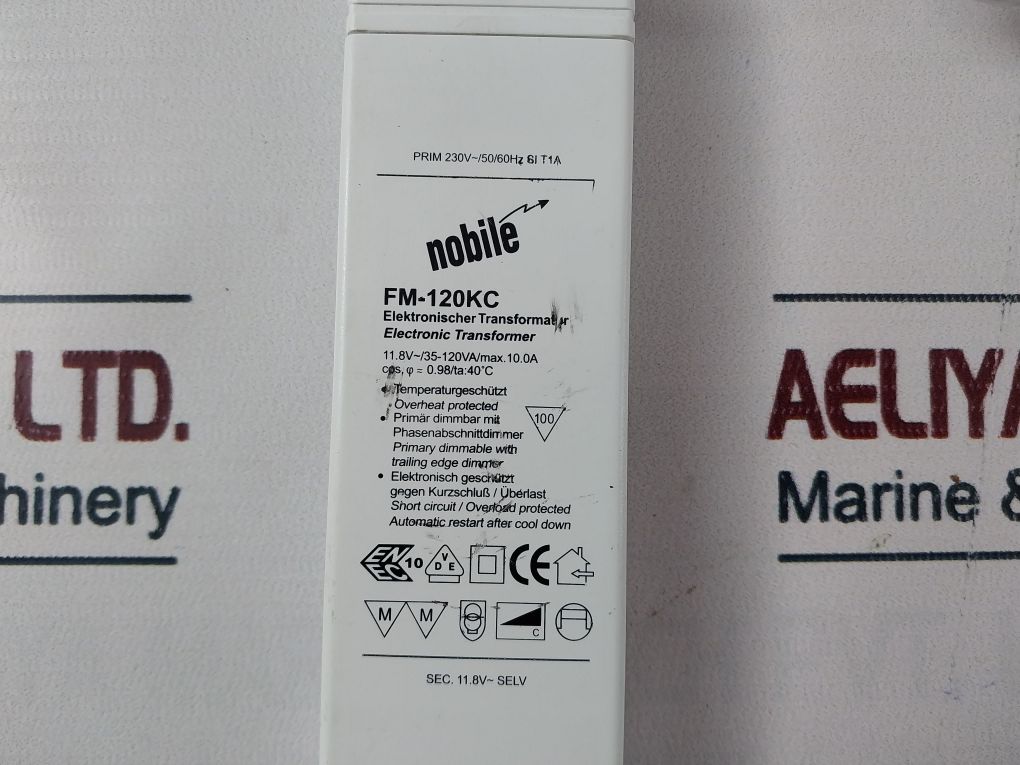 PRIM 230V~/50/60Hz SI T1A
nobile
FM-120KC
Elektronischer Transformator
Electronic Transformer
11.8V~/35-120VA/max.10.0A
cos, φ = 0.98/ta:40°C
• Temperaturgeschützt
Overheat protected
• Primär dimmbar mit
Phasenabschnittdimmer
Primary dimmable with
trailing edge dimmer
• Elektronisch geschützt
gegen Kurzschluß / Überlast
Short circuit / Overload protected
Automatic restart after cool down
100
EN EC 10 D V E CE
M M C
SEC. 11.8V~ SELV
LTD.
hinery
AELIYA
Marine &